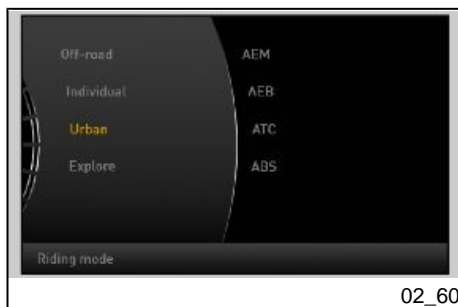 Off-road AEM
Individual AEB
Urban ATC
Explore ABS
Riding mode
02_60